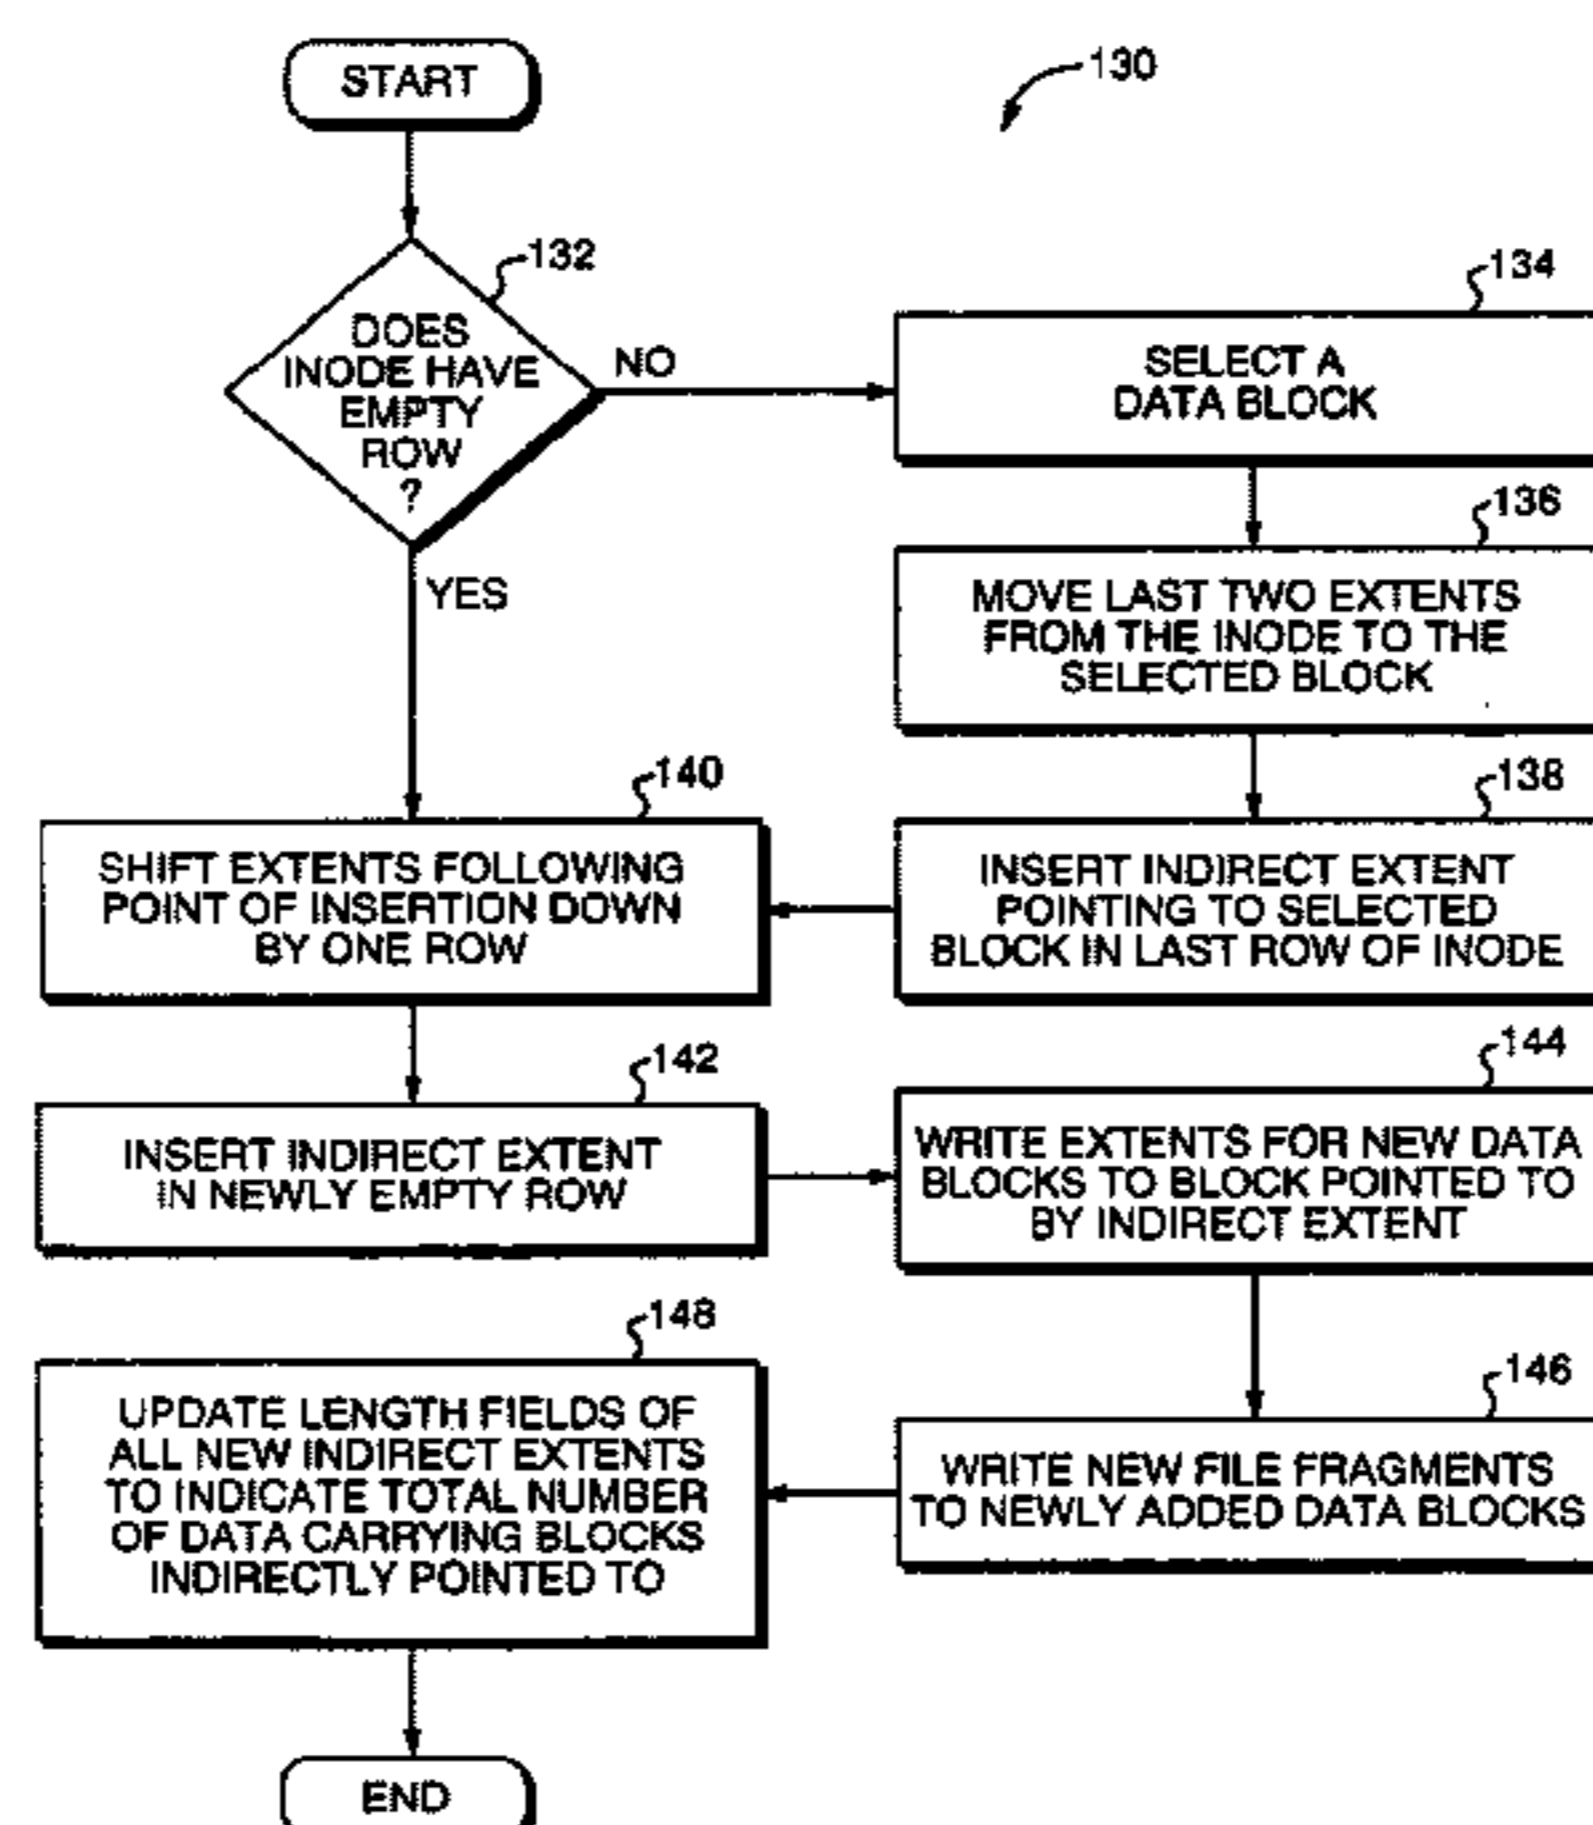 START
130
132
DOES
INODE HAVE
EMPTY
ROW
?
NO
YES
134
SELECT A
DATA BLOCK
136
MOVE LAST TWO EXTENTS
FROM THE INODE TO THE
SELECTED BLOCK
138
INSERT INDIRECT EXTENT
POINTING TO SELECTED
BLOCK IN LAST ROW OF INODE
140
SHIFT EXTENTS FOLLOWING
POINT OF INSERTION DOWN
BY ONE ROW
142
INSERT INDIRECT EXTENT
IN NEWLY EMPTY ROW
144
WRITE EXTENTS FOR NEW DATA
BLOCKS TO BLOCK POINTED TO
BY INDIRECT EXTENT
146
WRITE NEW FILE FRAGMENTS
TO NEWLY ADDED DATA BLOCKS
148
UPDATE LENGTH FIELDS OF
ALL NEW INDIRECT EXTENTS
TO INDICATE TOTAL NUMBER
OF DATA CARRYING BLOCKS
INDIRECTLY POINTED TO
END